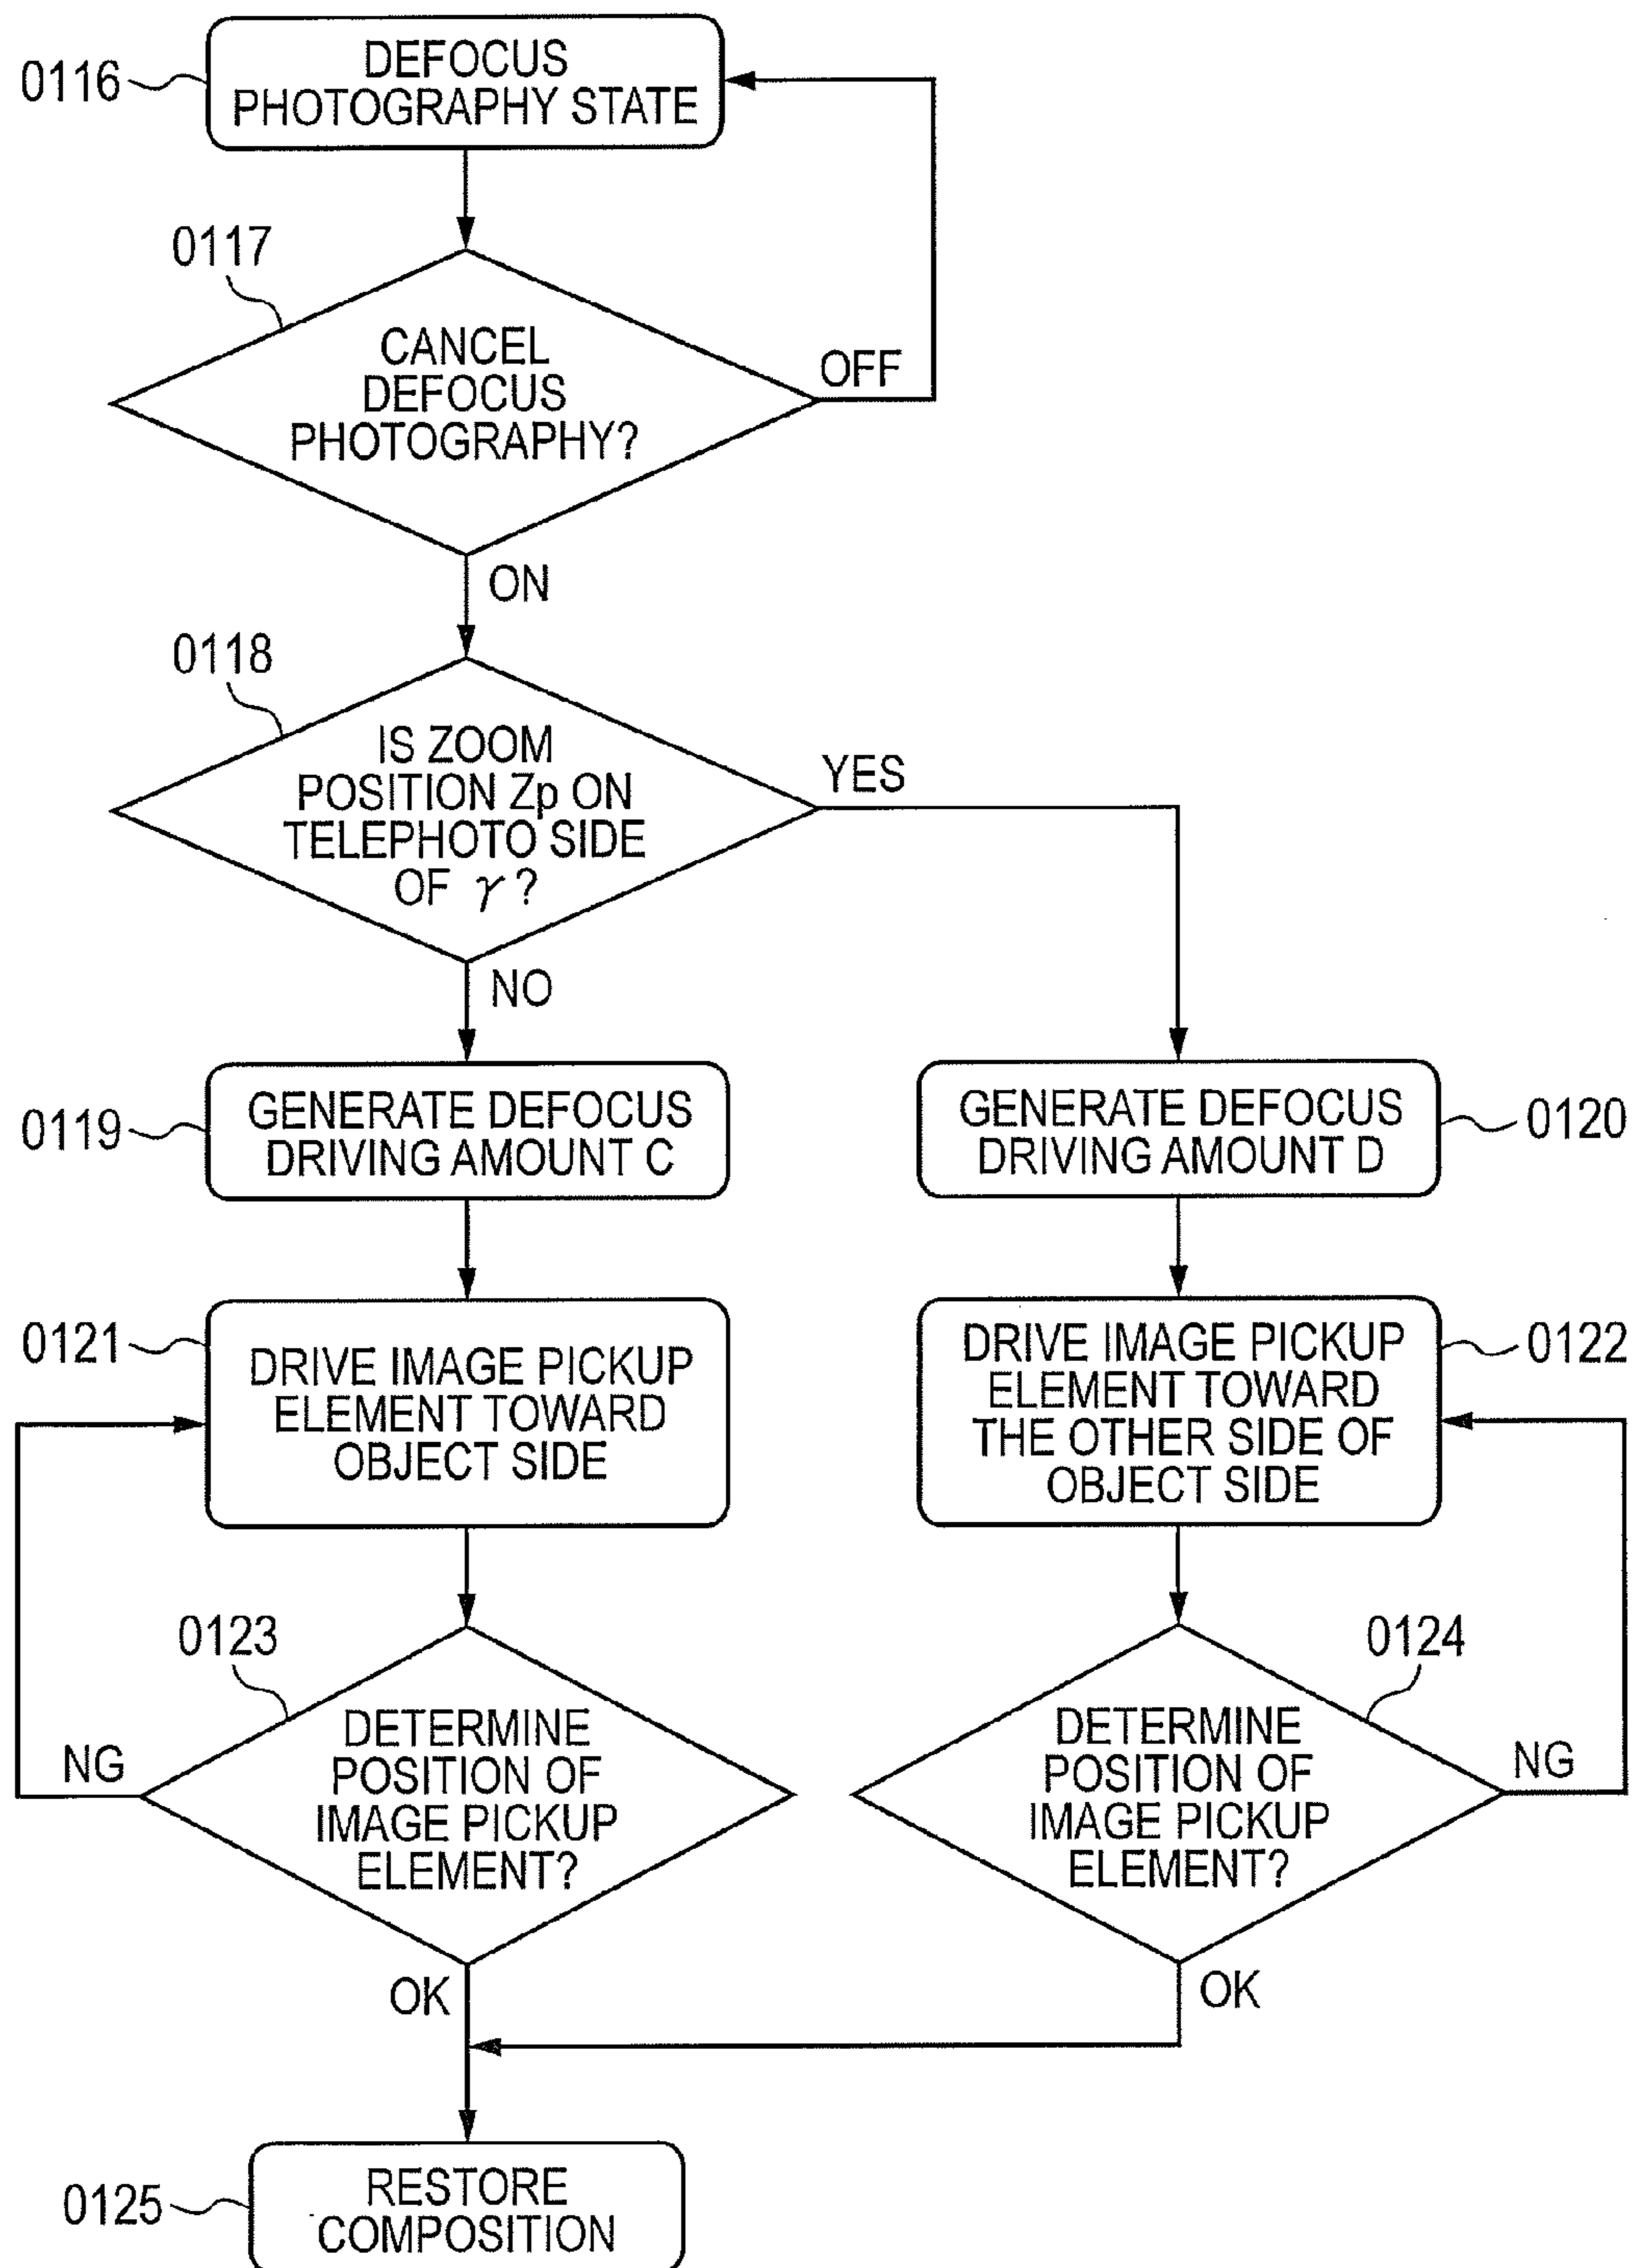 0116
DEFOCUS
PHOTOGRAPHY STATE
0117
CANCEL
DEFOCUS
PHOTOGRAPHY?
OFF
ON
0118
IS ZOOM
POSITION Zp ON
TELEPHOTO SIDE
OF γ?
YES
NO
0119
GENERATE DEFOCUS
DRIVING AMOUNT C
GENERATE DEFOCUS
DRIVING AMOUNT D
0120
0121
DRIVE IMAGE PICKUP
ELEMENT TOWARD
OBJECT SIDE
DRIVE IMAGE PICKUP
ELEMENT TOWARD
THE OTHER SIDE OF
OBJECT SIDE
0122
0123
DETERMINE
POSITION OF
IMAGE PICKUP
ELEMENT?
NG
OK
0124
DETERMINE
POSITION OF
IMAGE PICKUP
ELEMENT?
NG
OK
0125
RESTORE
COMPOSITION